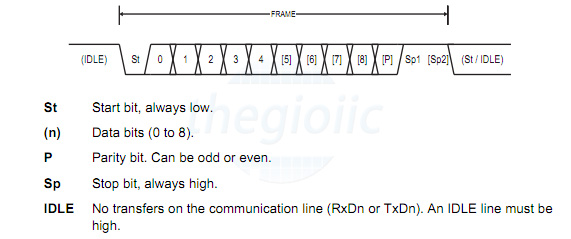 FRAME
(IDLE) St 0 1 2 3 4 [5] [6] [7] [8] [P] Sp1 [Sp2] (St / IDLE)
thegioiic
St Start bit, always low.
(n) Data bits (0 to 8).
P Parity bit. Can be odd or even.
Sp Stop bit, always high.
IDLE No transfers on the communication line (RxDn or TxDn). An IDLE line must be
high.